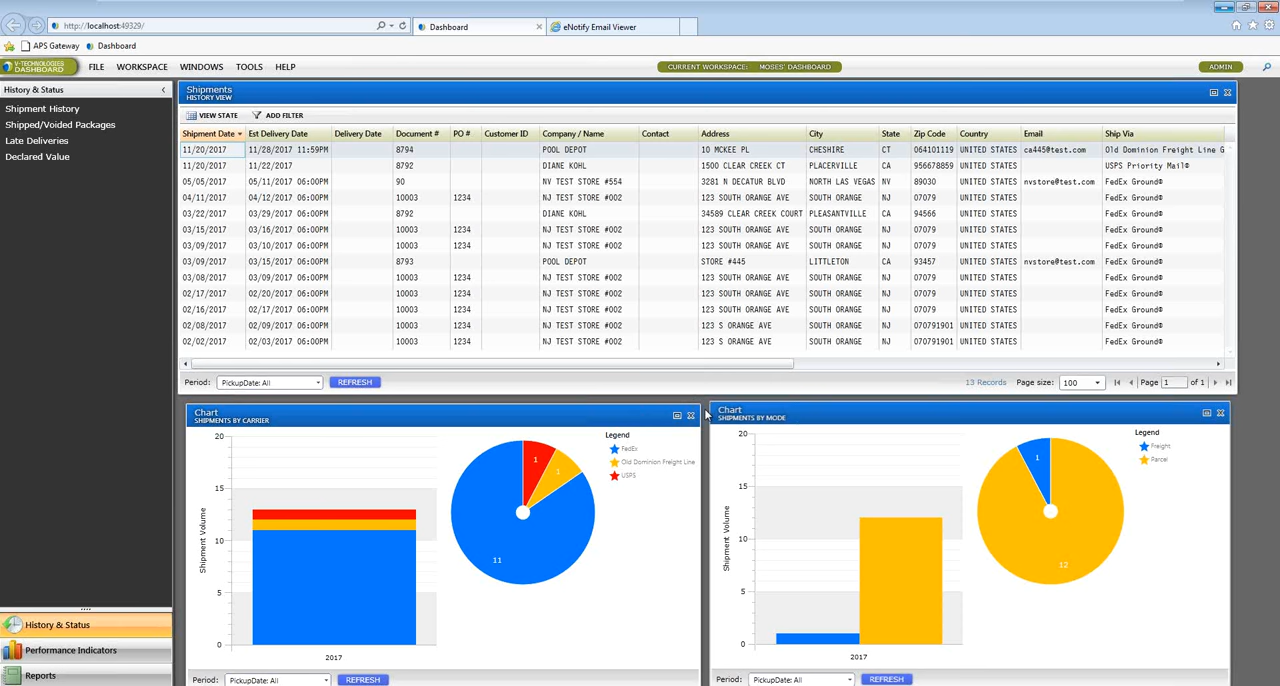 http://localhost:49329/
Dashboard
eNotify Email Viewer
APS Gateway
Dashboard
V-TECHNOLOGIES
DASHBOARD
FILE WORKSPACE WINDOWS TOOLS HELP
CURRENT WORKSPACE: MOSES' DASHBOARD
ADMIN
History & Status
Shipment History
Shipped/Voided Packages
Late Deliveries
Declared Value
History & Status
Performance Indicators
Reports
Shipments
HISTORY VIEW
VIEW STATE ADD FILTER
Shipment Date Est Delivery Date Delivery Date Document # PO # Customer ID Company / Name Contact Address City State Zip Code Country Email Ship Via
11/20/2017 11/28/2017 11:59PM 8794 POOL DEPOT 10 MCKEE PL CHESHIRE CT 064101119 UNITED STATES ca445@test.com Old Dominion Freight Line G
11/20/2017 11/22/2017 8792 DIANE KOHL 1500 CLEAR CREEK CT PLACERVILLE CA 956678859 UNITED STATES USPS Priority Mail®
05/05/2017 05/11/2017 06:00PM 90 NV TEST STORE #554 3281 N DECATUR BLVD NORTH LAS VEGAS NV 89030 UNITED STATES nvstore@test.com FedEx Ground®
04/11/2017 04/12/2017 06:00PM 10003 1234 NJ TEST STORE #002 123 SOUTH ORANGE AVE SOUTH ORANGE NJ 07079 UNITED STATES FedEx Ground®
03/22/2017 03/29/2017 06:00PM 8792 DIANE KOHL 34589 CLEAR CREEK COURT PLEASANTVILLE CA 94566 UNITED STATES FedEx Ground®
03/15/2017 03/16/2017 06:00PM 10003 1234 NJ TEST STORE #002 123 SOUTH ORANGE AVE SOUTH ORANGE NJ 07079 UNITED STATES FedEx Ground®
03/09/2017 03/10/2017 06:00PM 10003 1234 NJ TEST STORE #002 123 SOUTH ORANGE AVE SOUTH ORANGE NJ 07079 UNITED STATES FedEx Ground®
03/09/2017 03/15/2017 06:00PM 8793 POOL DEPOT STORE #445 LITTLETON CA 93457 UNITED STATES nvstore@test.com FedEx Ground®
03/08/2017 03/09/2017 06:00PM 10003 1234 NJ TEST STORE #002 123 SOUTH ORANGE AVE SOUTH ORANGE NJ 07079 UNITED STATES FedEx Ground®
02/17/2017 02/20/2017 06:00PM 10003 1234 NJ TEST STORE #002 123 SOUTH ORANGE AVE SOUTH ORANGE NJ 07079 UNITED STATES FedEx Ground®
02/16/2017 02/17/2017 06:00PM 10003 1234 NJ TEST STORE #002 123 SOUTH ORANGE AVE SOUTH ORANGE NJ 07079 UNITED STATES FedEx Ground®
02/08/2017 02/09/2017 06:00PM 10003 1234 NJ TEST STORE #002 123 S ORANGE AVE SOUTH ORANGE NJ 070791901 UNITED STATES FedEx Ground®
02/02/2017 02/03/2017 06:00PM 10003 1234 NJ TEST STORE #002 123 S ORANGE AVE SOUTH ORANGE NJ 070791901 UNITED STATES FedEx Ground®
Period: PickupDate: All REFRESH 13 Records Page size: 100 Page 1 of 1
Chart
SHIPMENTS BY CARRIER
20
15
10
5
0
Shipment Volume
2017
1
1
11
Legend
FedEx
Old Dominion Freight Line
USPS
Period: PickupDate: All REFRESH
Chart
SHIPMENTS BY MODE
20
15
10
5
0
Shipment Volume
2017
1
12
Legend
Freight
Parcel
Period: PickupDate: All REFRESH